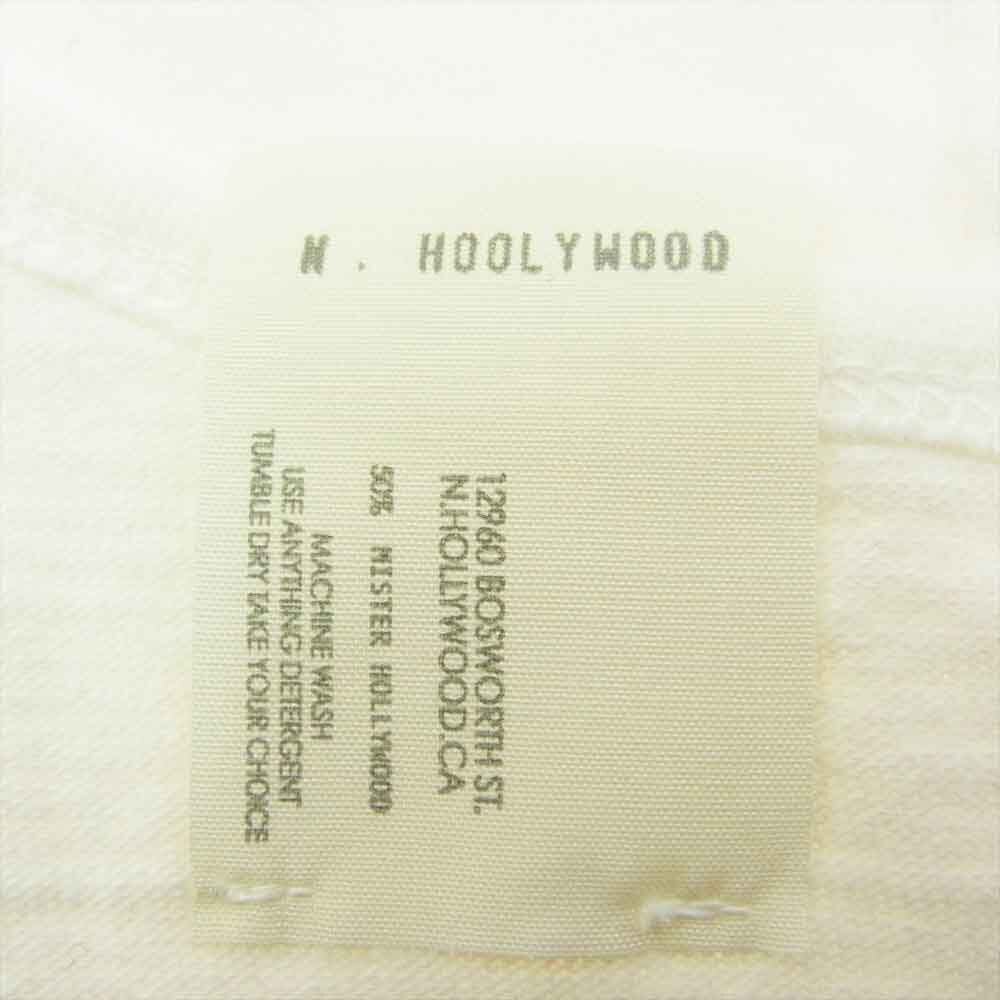 N. HOOLYWOOD
12960 BOSWORTH ST.
N.HOLLYWOOD.CA
50% MISTER HOLLYWOOD
MACHINE WASH
USE ANYTHING DETERGENT
TUMBLE DRY TAKE YOUR CHOICE